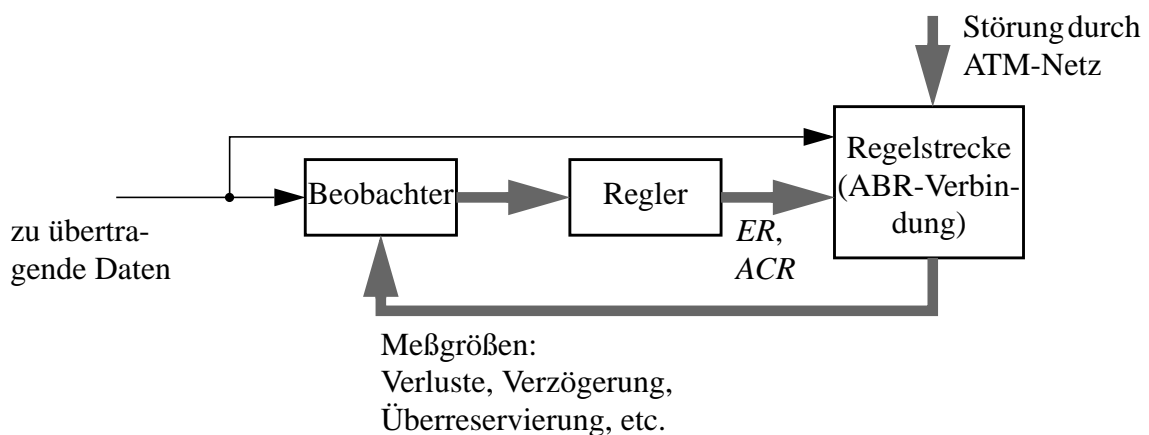 Störung durch
ATM-Netz
Regelstrecke
(ABR-Verbin-
dung)
Beobachter
Regler
ER,
ACR
zu übertra-
gende Daten
Meßgrößen:
Verluste, Verzögerung,
Überreservierung, etc.